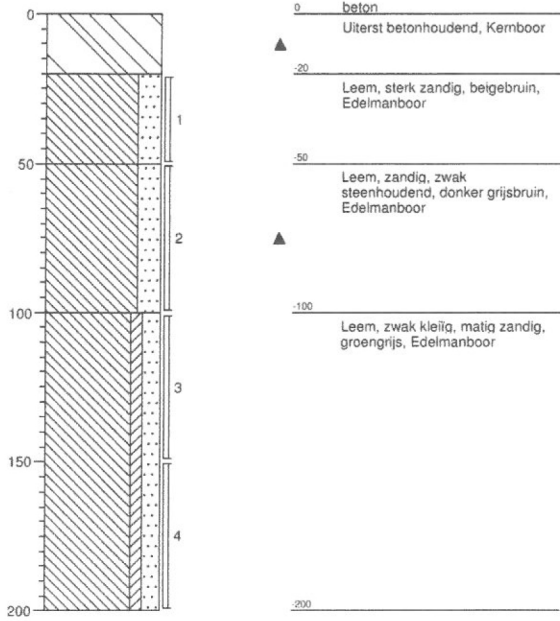 0
50
100
150
200
1
2
3
4
0
beton
Uiterst betonhoudend, Kernboor
-20
Leem, sterk zandig, beigebruin,
Edelmanboor
-50
Leem, zandig, zwak
steenhoudend, donker grijsbruin,
Edelmanboor
-100
Leem, zwak kleiïg, matig zandig,
groengrijs, Edelmanboor
-200